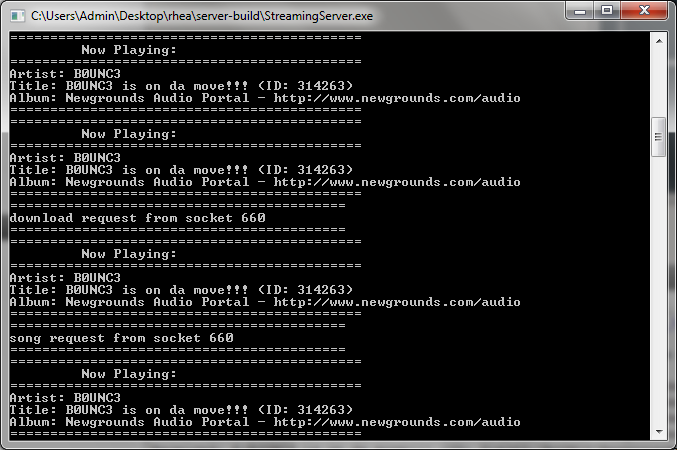 C:\Users\Admin\Desktop\rhea\server-build\StreamingServer.exe
============================================
Now Playing:
============================================
Artist: B0UNC3
Title: B0UNC3 is on da move!!! (ID: 314263)
Album: Newgrounds Audio Portal - http://www.newgrounds.com/audio
============================================
============================================
Now Playing:
============================================
Artist: B0UNC3
Title: B0UNC3 is on da move!!! (ID: 314263)
Album: Newgrounds Audio Portal - http://www.newgrounds.com/audio
============================================
==========================================
download request from socket 660
==========================================
============================================
Now Playing:
============================================
Artist: B0UNC3
Title: B0UNC3 is on da move!!! (ID: 314263)
Album: Newgrounds Audio Portal - http://www.newgrounds.com/audio
============================================
==========================================
song request from socket 660
==========================================
============================================
Now Playing:
============================================
Artist: B0UNC3
Title: B0UNC3 is on da move!!! (ID: 314263)
Album: Newgrounds Audio Portal - http://www.newgrounds.com/audio
============================================